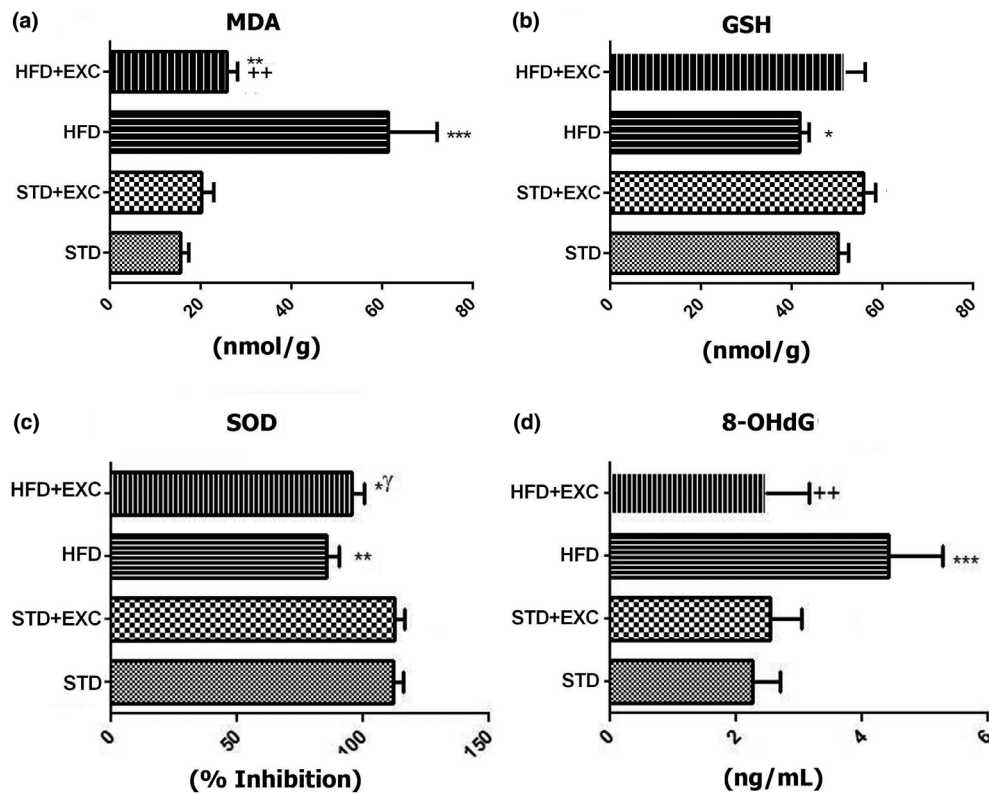 (a) MDA
HFD+EXC
**
++
HFD
***
STD+EXC
STD
0 20 40 60 80
(nmol/g)
(b) GSH
HFD+EXC
HFD
*
STD+EXC
STD
0 20 40 60 80
(nmol/g)
(c) SOD
HFD+EXC
*γ
HFD
**
STD+EXC
STD
0 50 100 150
(% Inhibition)
(d) 8-OHdG
HFD+EXC
++
HFD
***
STD+EXC
STD
0 2 4 6
(ng/mL)